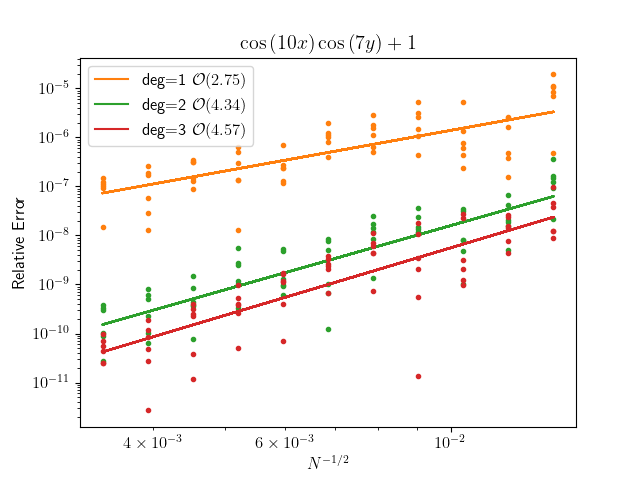 cos (10x) cos (7y) + 1
deg=1 𝒪(2.75)
deg=2 𝒪(4.34)
deg=3 𝒪(4.57)
Relative Error
10⁻⁵
10⁻⁶
10⁻⁷
10⁻⁸
10⁻⁹
10⁻¹⁰
10⁻¹¹
4 × 10⁻³ 6 × 10⁻³ 10⁻²
N⁻¹/²